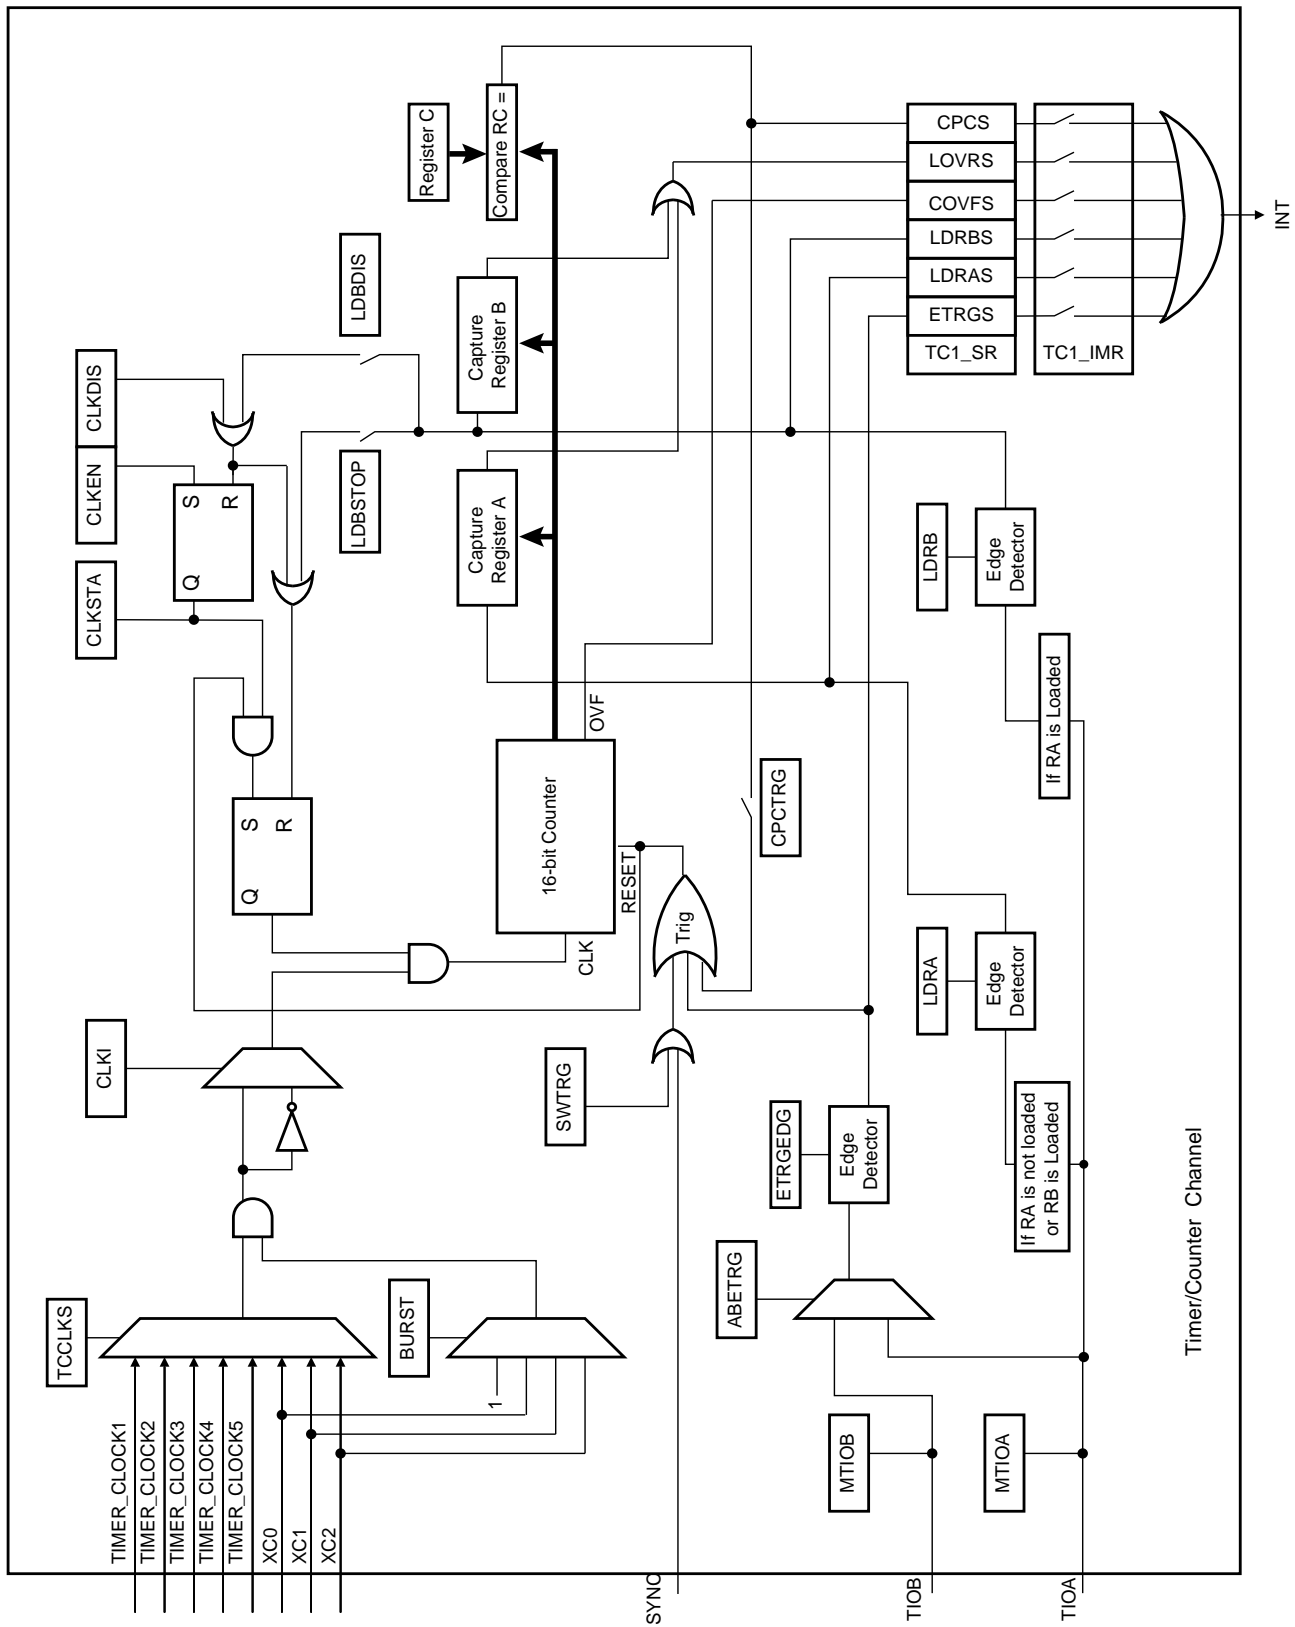 TCCLKS
TIMER_CLOCK1
TIMER_CLOCK2
TIMER_CLOCK3
TIMER_CLOCK4
TIMER_CLOCK5
XC0
XC1
XC2
CLKI
BURST
1
CLKSTA
CLKEN
CLKDIS
Q
S
R
Q
S
R
LDBSTOP
LDBDIS
Register C
Compare RC =
Capture
Register A
Capture
Register B
16-bit Counter
CLK
OVF
RESET
SWTRG
SYNC
Trig
CPCTRG
ABETRG
ETRGEDG
Edge
Detector
MTIOB
TIOB
MTIOA
TIOA
If RA is not loaded
or RB is Loaded
LDRA
Edge
Detector
If RA is Loaded
LDRB
Edge
Detector
CPCS
LOVRS
COVFS
LDRBS
LDRAS
ETRGS
TC1_SR
TC1_IMR
INT
Timer/Counter Channel